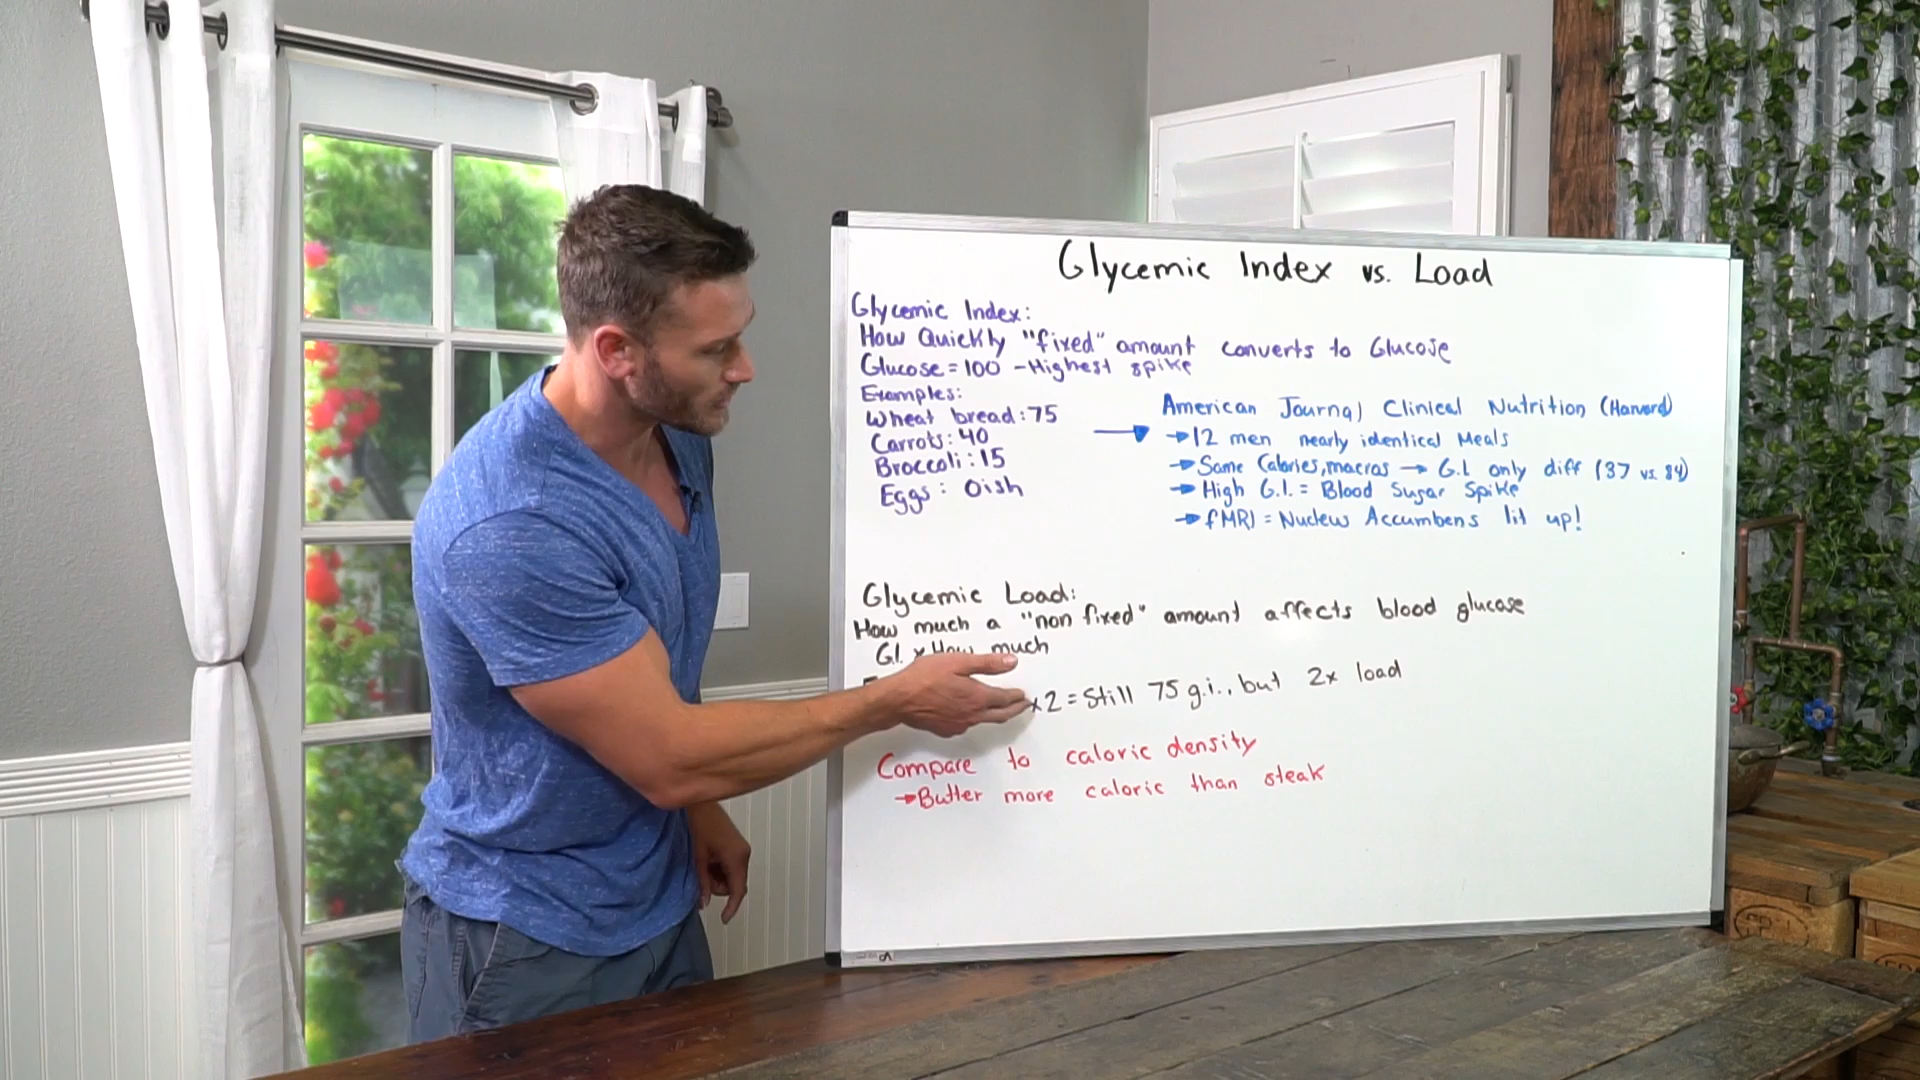 Glycemic Index vs. Load
Glycemic Index:
How Quickly "fixed" amount converts to Glucose
Glucose = 100 - Highest spike
Examples:
Wheat bread: 75
Carrots: 40
Broccoli: 15
Eggs: 0ish
American Journal Clinical Nutrition (Harvard)
→ 12 men nearly identical Meals
→ Same Calories, macros → G.I. only diff (37 vs. 84)
→ High G.I. = Blood Sugar Spike
→ fMRI = Nucleus Accumbens lit up!
Glycemic Load:
How much a "non fixed" amount affects blood glucose
G.I. x How much
x2 = Still 75 g.i., but 2x load
Compare to caloric density
→ Butter more caloric than steak